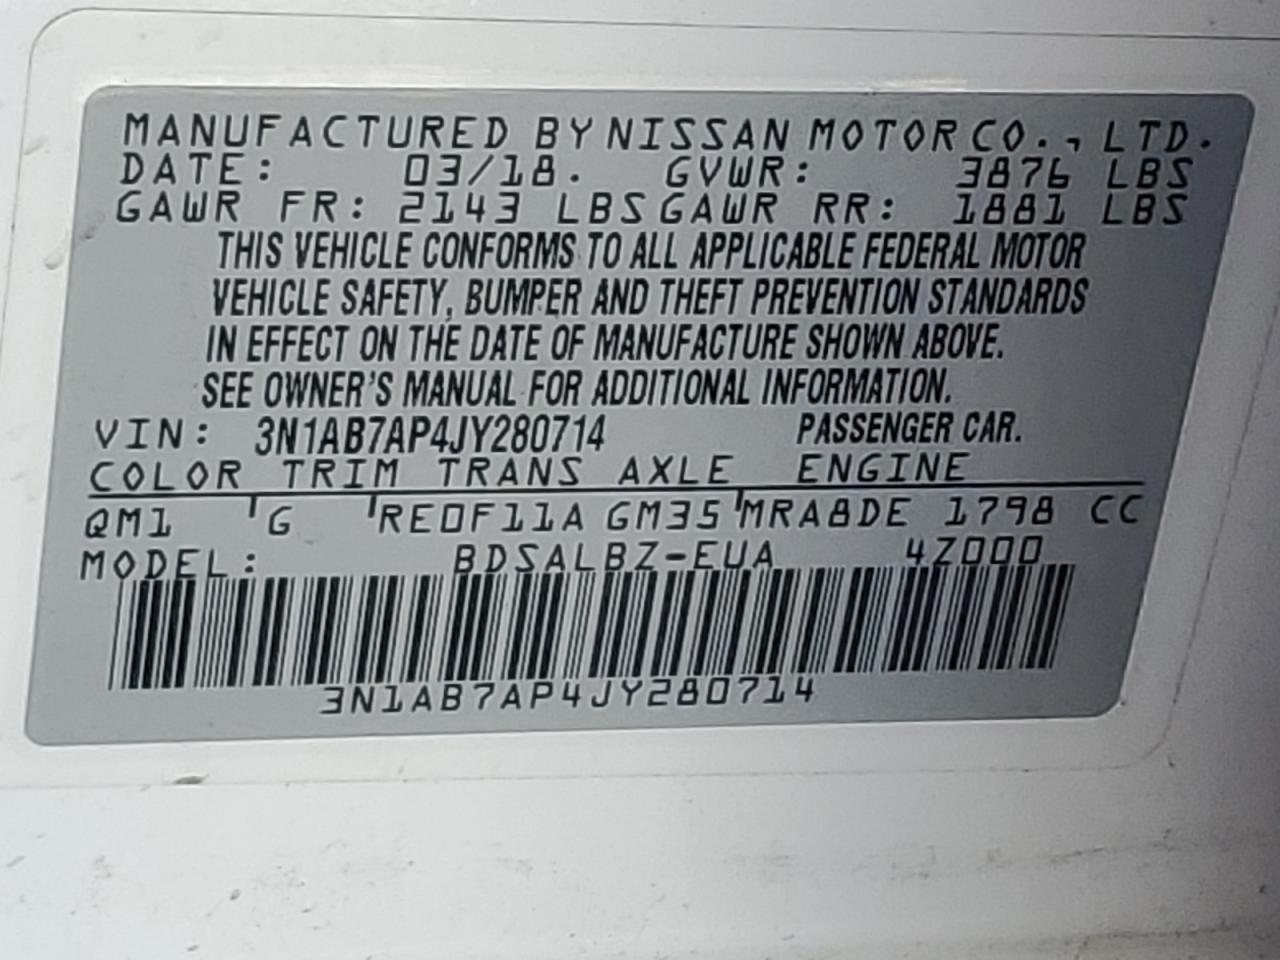 MANUFACTURED BY NISSAN MOTOR CO., LTD.
DATE: 03/18. GVWR: 3876 LBS
GAWR FR: 2143 LBS GAWR RR: 1881 LBS
THIS VEHICLE CONFORMS TO ALL APPLICABLE FEDERAL MOTOR
VEHICLE SAFETY, BUMPER AND THEFT PREVENTION STANDARDS
IN EFFECT ON THE DATE OF MANUFACTURE SHOWN ABOVE.
SEE OWNER'S MANUAL FOR ADDITIONAL INFORMATION.
VIN: 3N1AB7AP4JY280714 PASSENGER CAR.
COLOR TRIM TRANS AXLE ENGINE
QM1 G RE0F11A GM35 MRA8DE 1798 CC
MODEL: BDSALBZ-EUA 4Z000
3N1AB7AP4JY280714